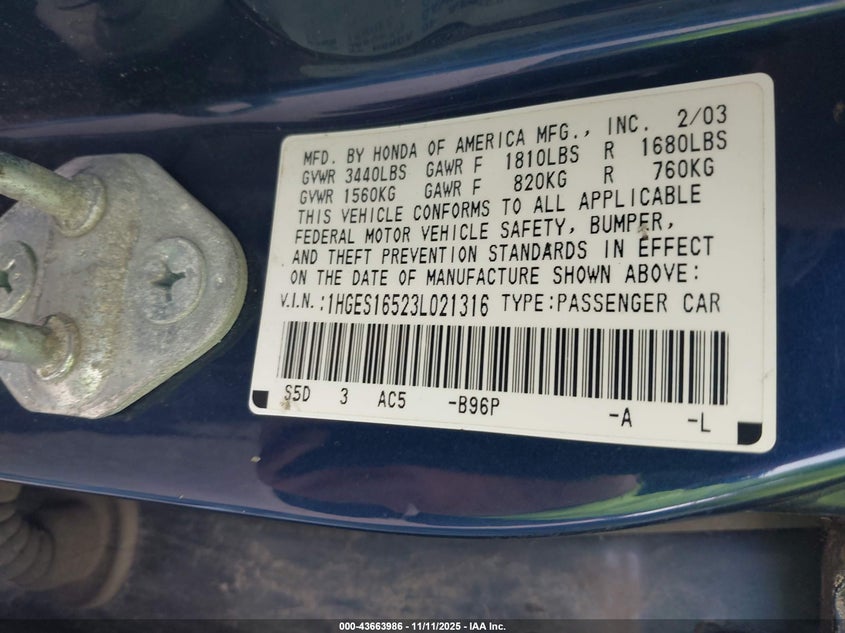 MFD. BY HONDA OF AMERICA MFG., INC. 2/03
GVWR 3440LBS GAWR F 1810LBS R 1680LBS
GVWR 1560KG GAWR F 820KG R 760KG
THIS VEHICLE CONFORMS TO ALL APPLICABLE
FEDERAL MOTOR VEHICLE SAFETY, BUMPER,
AND THEFT PREVENTION STANDARDS IN EFFECT
ON THE DATE OF MANUFACTURE SHOWN ABOVE:
V.I.N.:1HGES16523L021316 TYPE:PASSENGER CAR
S5D 3 AC5 -B96P -A -L
000-43663986 - 11/11/2025 - IAA Inc.